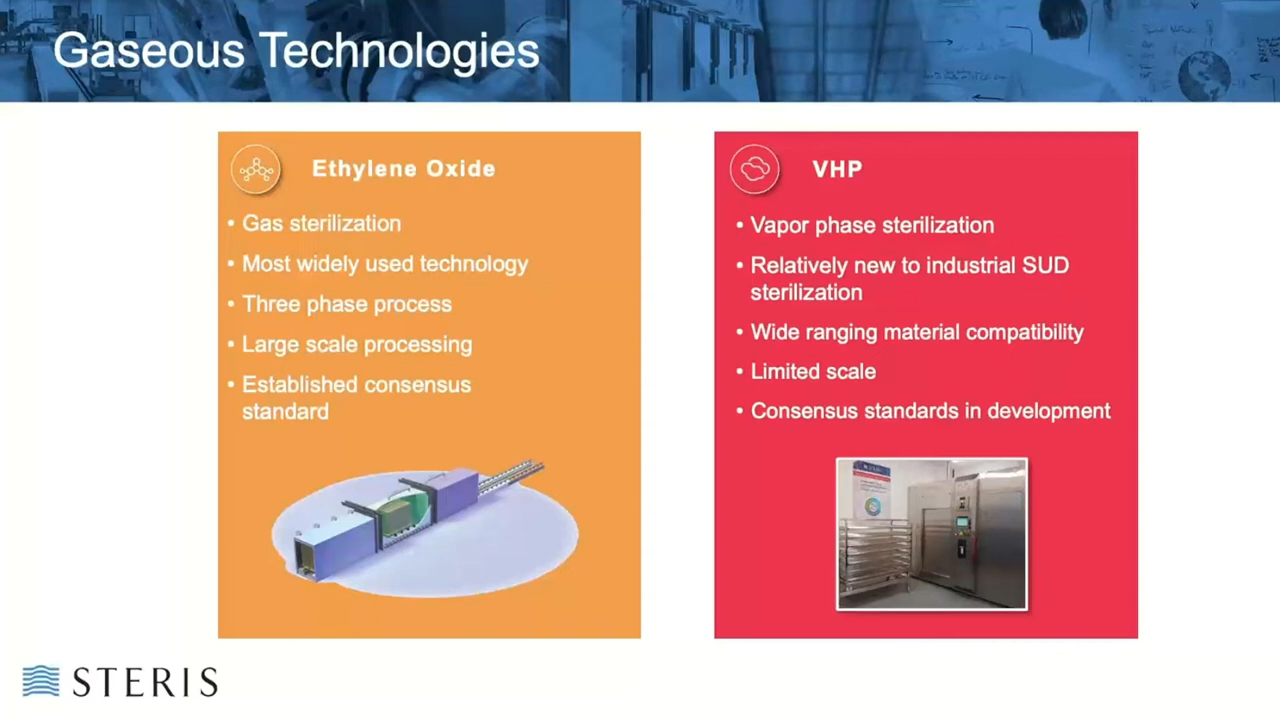 Gaseous Technologies
Ethylene Oxide
• Gas sterilization
• Most widely used technology
• Three phase process
• Large scale processing
• Established consensus
standard
VHP
• Vapor phase sterilization
• Relatively new to industrial SUD
sterilization
• Wide ranging material compatibility
• Limited scale
• Consensus standards in development
STERIS